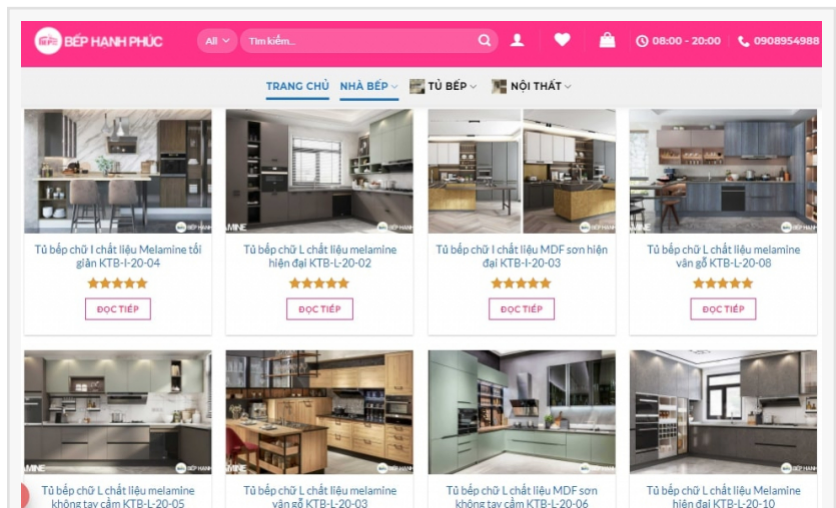 BẾP HẠNH PHÚC
All
Tìm kiếm...
08:00 - 20:00
0908954988
TRANG CHỦ
NHÀ BẾP
TỦ BẾP
NỘI THẤT
Tủ bếp chữ I chất liệu Melamine tối
giản KTB-I-20-04
ĐỌC TIẾP
Tủ bếp chữ L chất liệu melamine
hiện đại KTB-L-20-02
ĐỌC TIẾP
Tủ bếp chữ I chất liệu MDF sơn hiện
đại KTB-I-20-03
ĐỌC TIẾP
Tủ bếp chữ L chất liệu melamine
vân gỗ KTB-L-20-08
ĐỌC TIẾP
Tủ bếp chữ L chất liệu melamine
không tay cầm KTB-L-20-05
Tủ bếp chữ L chất liệu melamine
vân gỗ KTB-L-20-03
Tủ bếp chữ L chất liệu MDF sơn
không tay cầm KTB-L-20-06
Tủ bếp chữ L chất liệu Melamine
hiện đại KTB-L-20-10